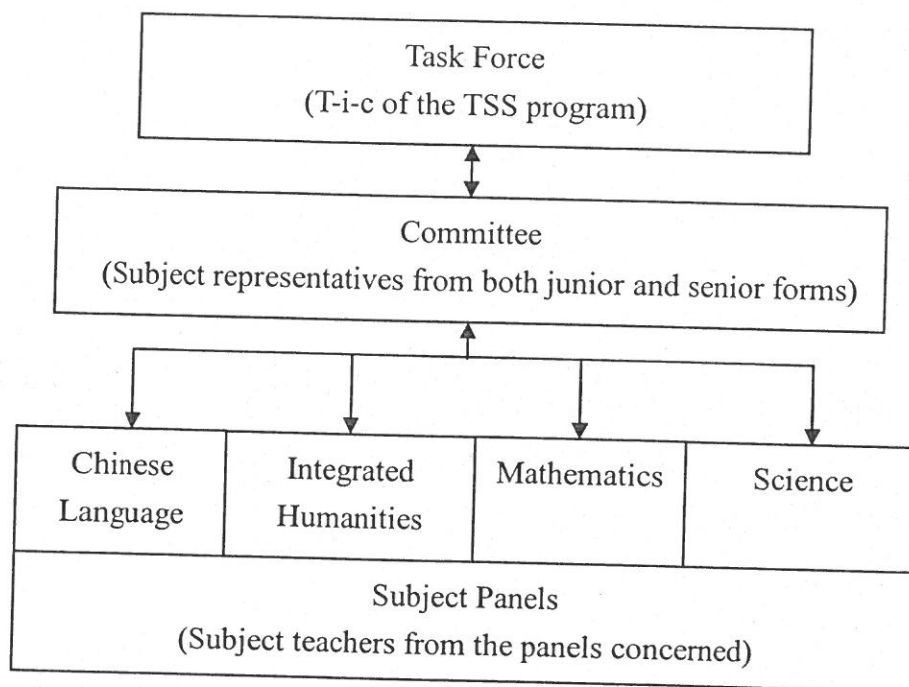 Task Force
(T-i-c of the TSS program)
Committee
(Subject representatives from both junior and senior forms)
Chinese
Language
Integrated
Humanities
Mathematics
Science
Subject Panels
(Subject teachers from the panels concerned)